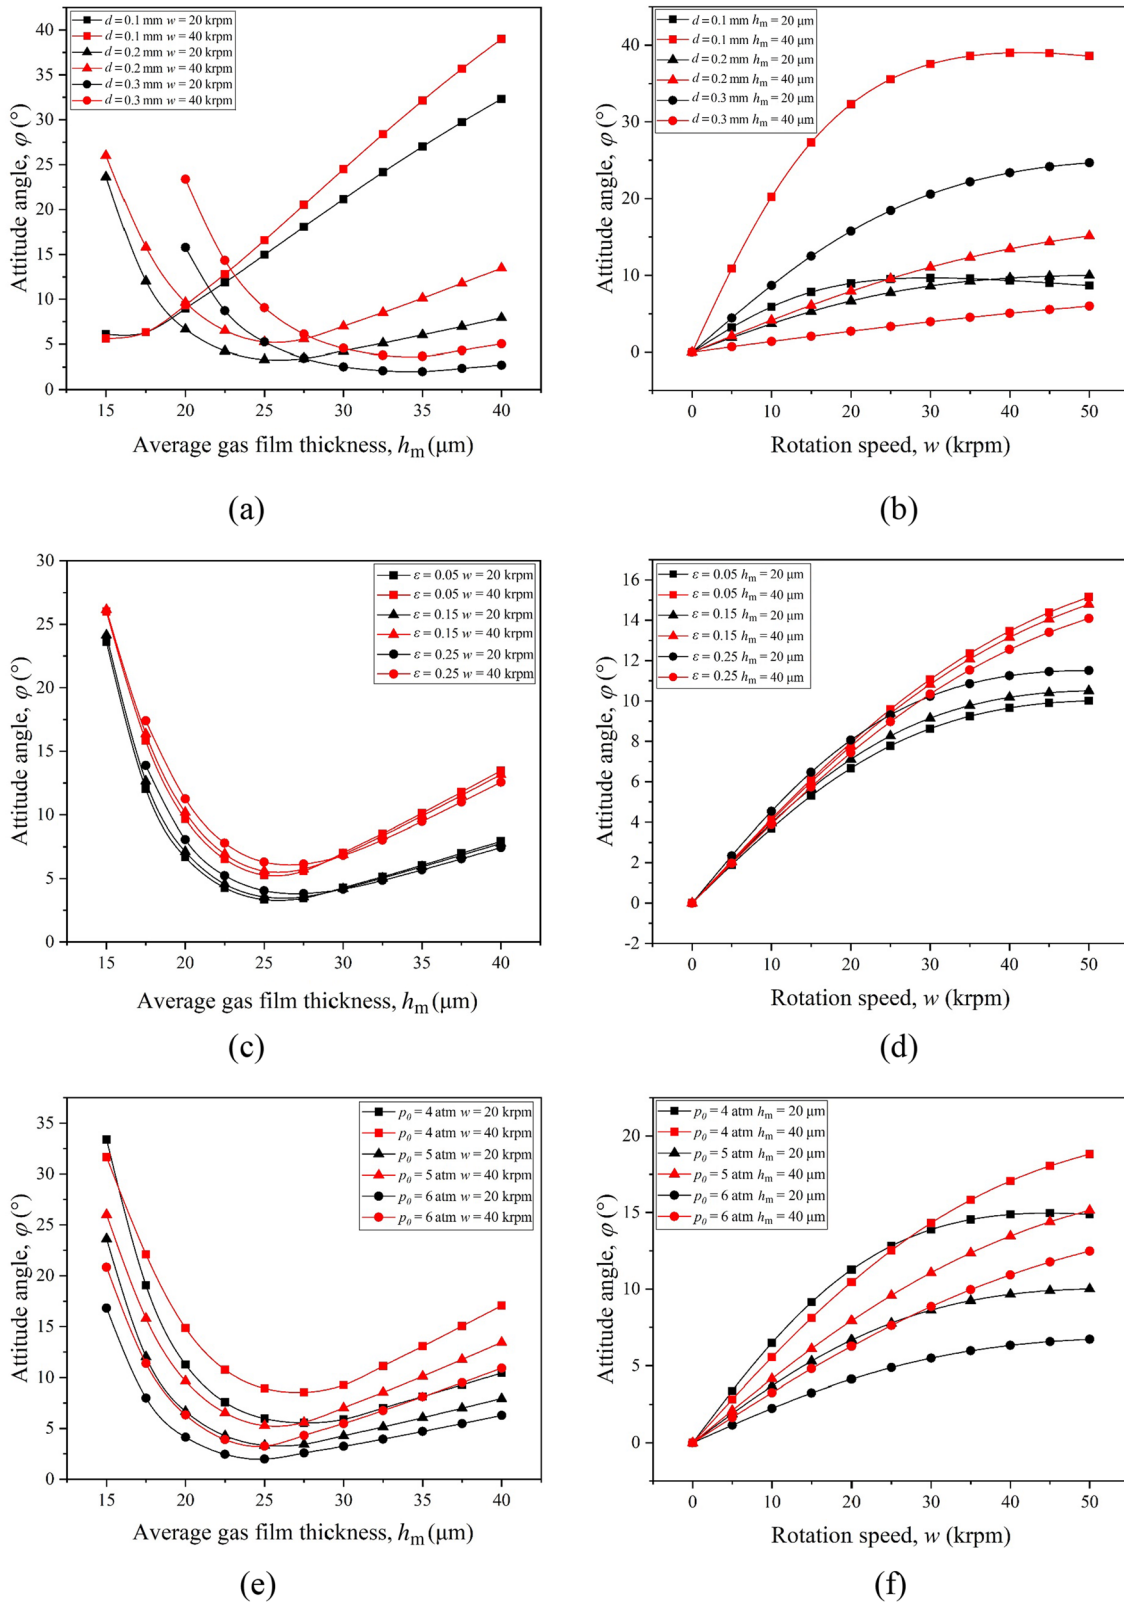 d = 0.1 mm w = 20 krpm
d = 0.1 mm w = 40 krpm
d = 0.2 mm w = 20 krpm
d = 0.2 mm w = 40 krpm
d = 0.3 mm w = 20 krpm
d = 0.3 mm w = 40 krpm
40
35
30
25
20
15
10
5
0
Attitude angle, φ (°)
15 20 25 30 35 40
Average gas film thickness, hm (μm)
(a)
d = 0.1 mm hm = 20 μm
d = 0.1 mm hm = 40 μm
d = 0.2 mm hm = 20 μm
d = 0.2 mm hm = 40 μm
d = 0.3 mm hm = 20 μm
d = 0.3 mm hm = 40 μm
40
30
20
10
0
Attitude angle, φ (°)
0 10 20 30 40 50
Rotation speed, w (krpm)
(b)
ε = 0.05 w = 20 krpm
ε = 0.05 w = 40 krpm
ε = 0.15 w = 20 krpm
ε = 0.15 w = 40 krpm
ε = 0.25 w = 20 krpm
ε = 0.25 w = 40 krpm
30
25
20
15
10
5
0
Attitude angle, φ (°)
15 20 25 30 35 40
Average gas film thickness, hm (μm)
(c)
ε = 0.05 hm = 20 μm
ε = 0.05 hm = 40 μm
ε = 0.15 hm = 20 μm
ε = 0.15 hm = 40 μm
ε = 0.25 hm = 20 μm
ε = 0.25 hm = 40 μm
16
14
12
10
8
6
4
2
0
-2
Attitude angle, φ (°)
0 10 20 30 40 50
Rotation speed, w (krpm)
(d)
p0 = 4 atm w = 20 krpm
p0 = 4 atm w = 40 krpm
p0 = 5 atm w = 20 krpm
p0 = 5 atm w = 40 krpm
p0 = 6 atm w = 20 krpm
p0 = 6 atm w = 40 krpm
35
30
25
20
15
10
5
0
Attitude angle, φ (°)
15 20 25 30 35 40
Average gas film thickness, hm (μm)
(e)
p0 = 4 atm hm = 20 μm
p0 = 4 atm hm = 40 μm
p0 = 5 atm hm = 20 μm
p0 = 5 atm hm = 40 μm
p0 = 6 atm hm = 20 μm
p0 = 6 atm hm = 40 μm
20
15
10
5
0
Attitude angle, φ (°)
0 10 20 30 40 50
Rotation speed, w (krpm)
(f)